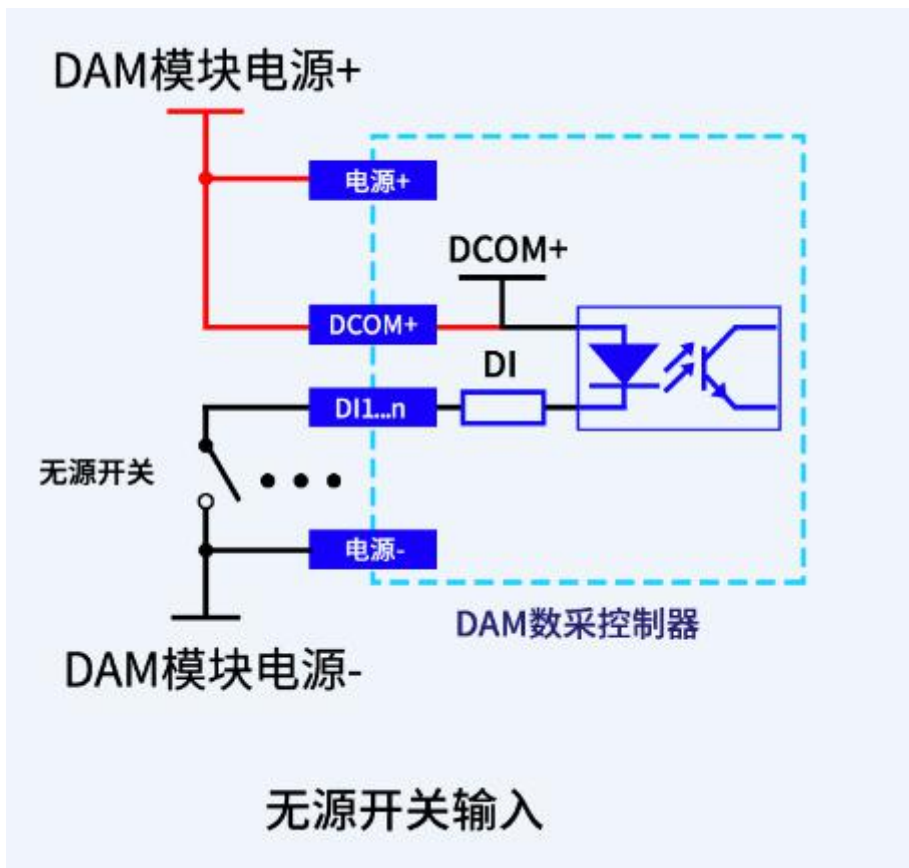 DAM模块电源+
电源+
DCOM+
DCOM+
DI
DI1...n
无源开关
电源-
DAM数采控制器
DAM模块电源-
无源开关输入